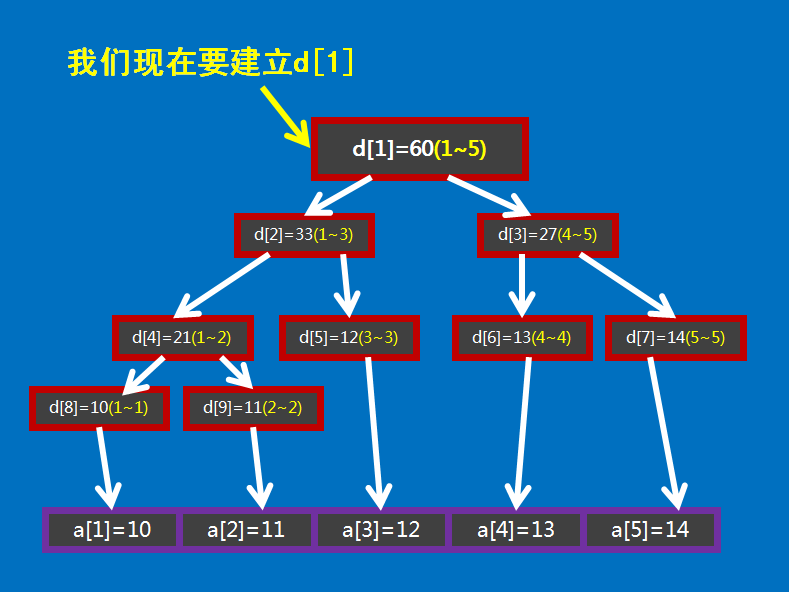 我们现在要建立d[1]
d[1]=60(1~5)
d[2]=33(1~3)
d[3]=27(4~5)
d[4]=21(1~2)
d[5]=12(3~3)
d[6]=13(4~4)
d[7]=14(5~5)
d[8]=10(1~1)
d[9]=11(2~2)
a[1]=10
a[2]=11
a[3]=12
a[4]=13
a[5]=14